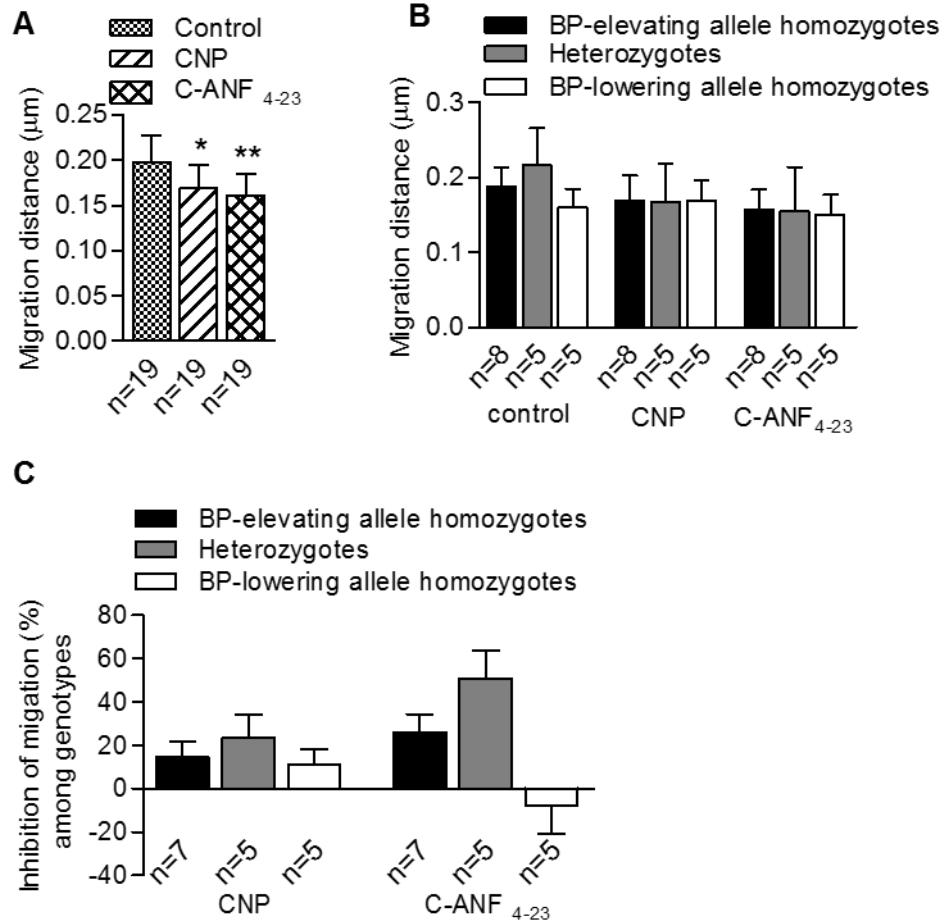 A
Control
CNP
C-ANF 4-23
Migration distance (µm)
0.25
0.20
0.15
0.10
0.05
0.00
*
**
n=19
n=19
n=19
B
BP-elevating allele homozygotes
Heterozygotes
BP-lowering allele homozygotes
Migration distance (µm)
0.3
0.2
0.1
0.0
n=8
n=5
n=5
n=8
n=5
n=5
n=8
n=5
n=5
control
CNP
C-ANF4-23
C
BP-elevating allele homozygotes
Heterozygotes
BP-lowering allele homozygotes
Inhibition of migation (%)
among genotypes
80
60
40
20
0
-20
-40
n=7
n=5
n=5
n=7
n=5
n=5
CNP
C-ANF 4-23